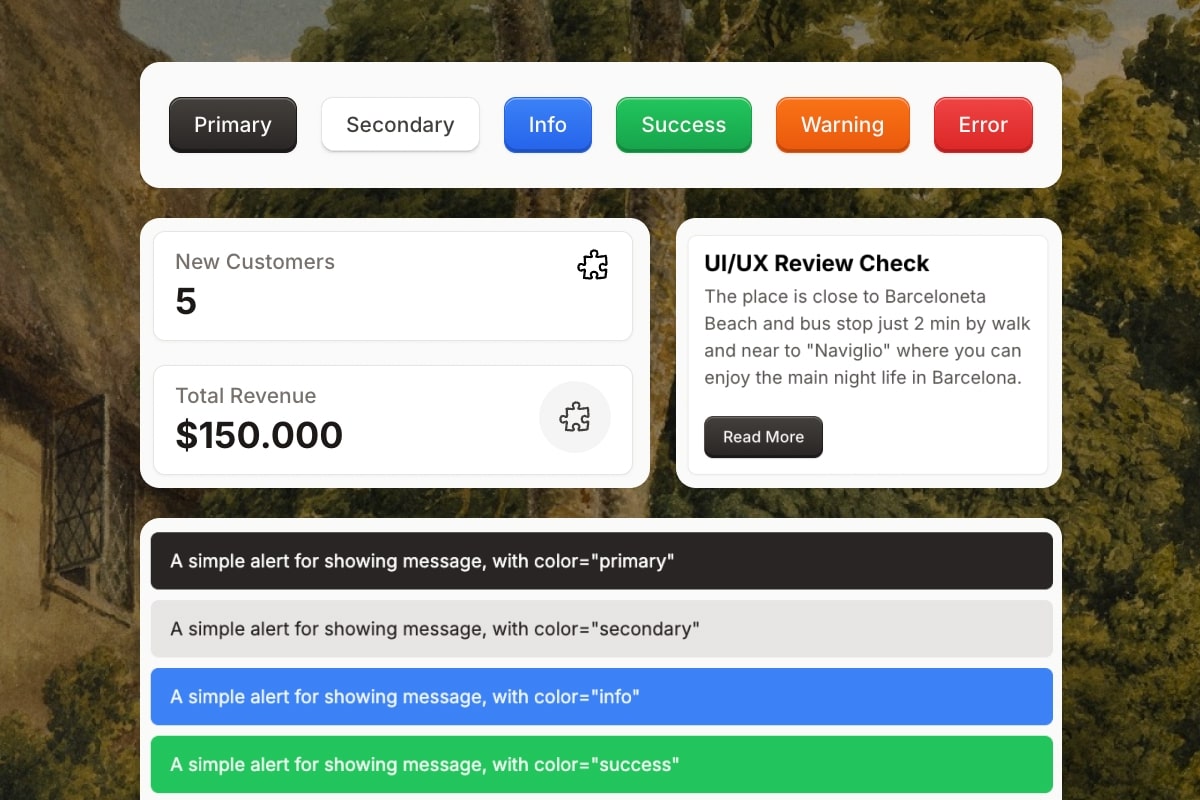 Primary
Secondary
Info
Success
Warning
Error
New Customers
5
Total Revenue
$150.000
UI/UX Review Check
The place is close to Barceloneta
Beach and bus stop just 2 min by walk
and near to "Naviglio" where you can
enjoy the main night life in Barcelona.
Read More
A simple alert for showing message, with color="primary"
A simple alert for showing message, with color="secondary"
A simple alert for showing message, with color="info"
A simple alert for showing message, with color="success"